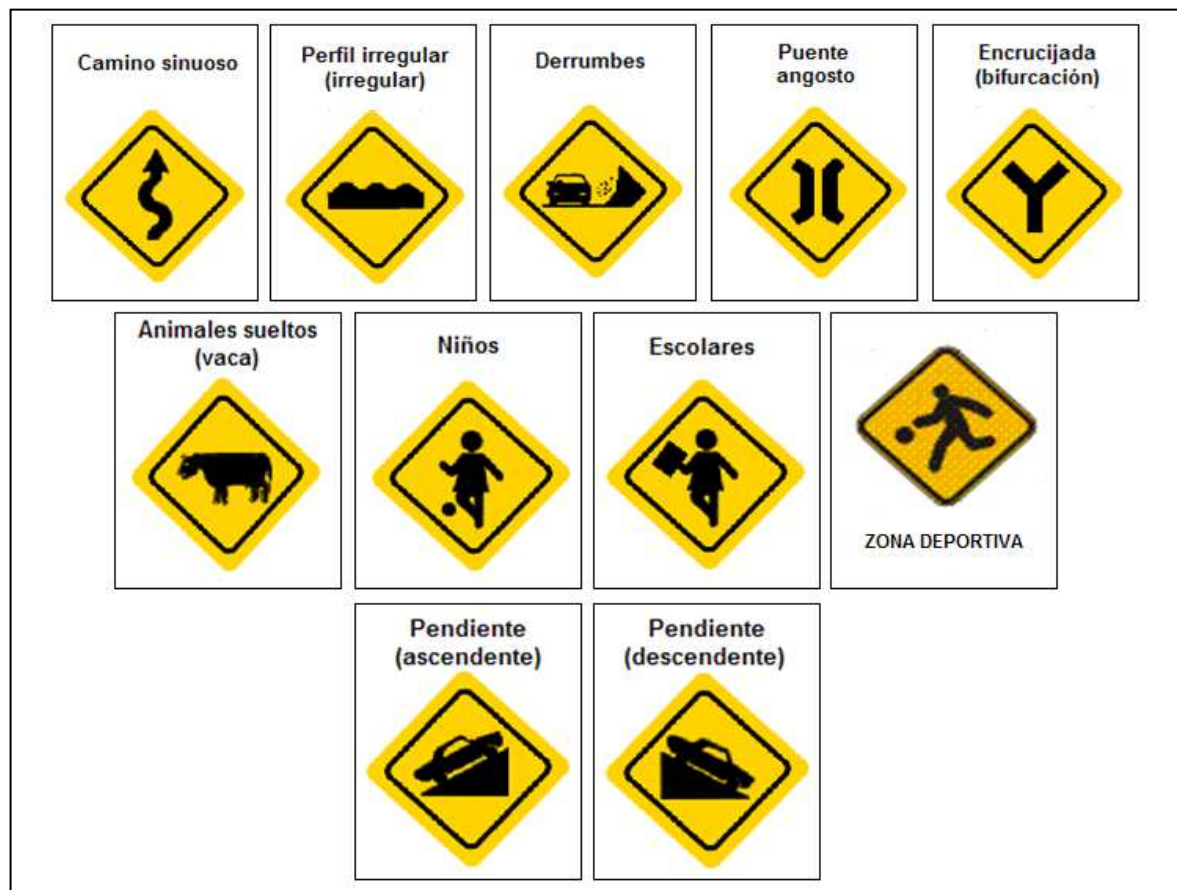 Camino sinuoso
Perfil irregular
(irregular)
Derrumbes
Puente
angosto
Encrucijada
(bifurcación)
Animales sueltos
(vaca)
Niños
Escolares
ZONA DEPORTIVA
Pendiente
(ascendente)
Pendiente
(descendente)